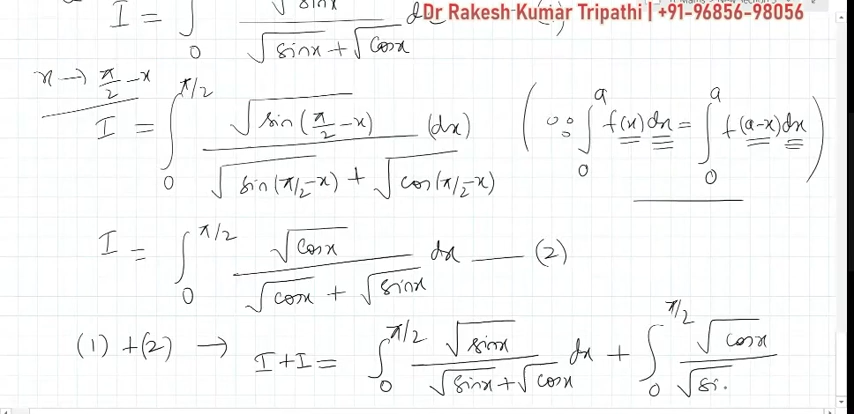 Dr Rakesh Kumar Tripathi | +91-96856-98056
I = ∫₀ √sinx / (√sinx + √cosx) dx
x → π/2 - x
I = ∫₀^(π/2) √sin(π/2 - x) / (√sin(π/2 - x) + √cos(π/2 - x)) (dx) (∵ ∫₀^a f(x) dx = ∫₀^a f(a-x) dx)
I = ∫₀^(π/2) √cosx / (√cosx + √sinx) dx — (2)
(1) + (2) → I + I = ∫₀^(π/2) √sinx / (√sinx + √cosx) dx + ∫₀^(π/2) √cosx / √si.